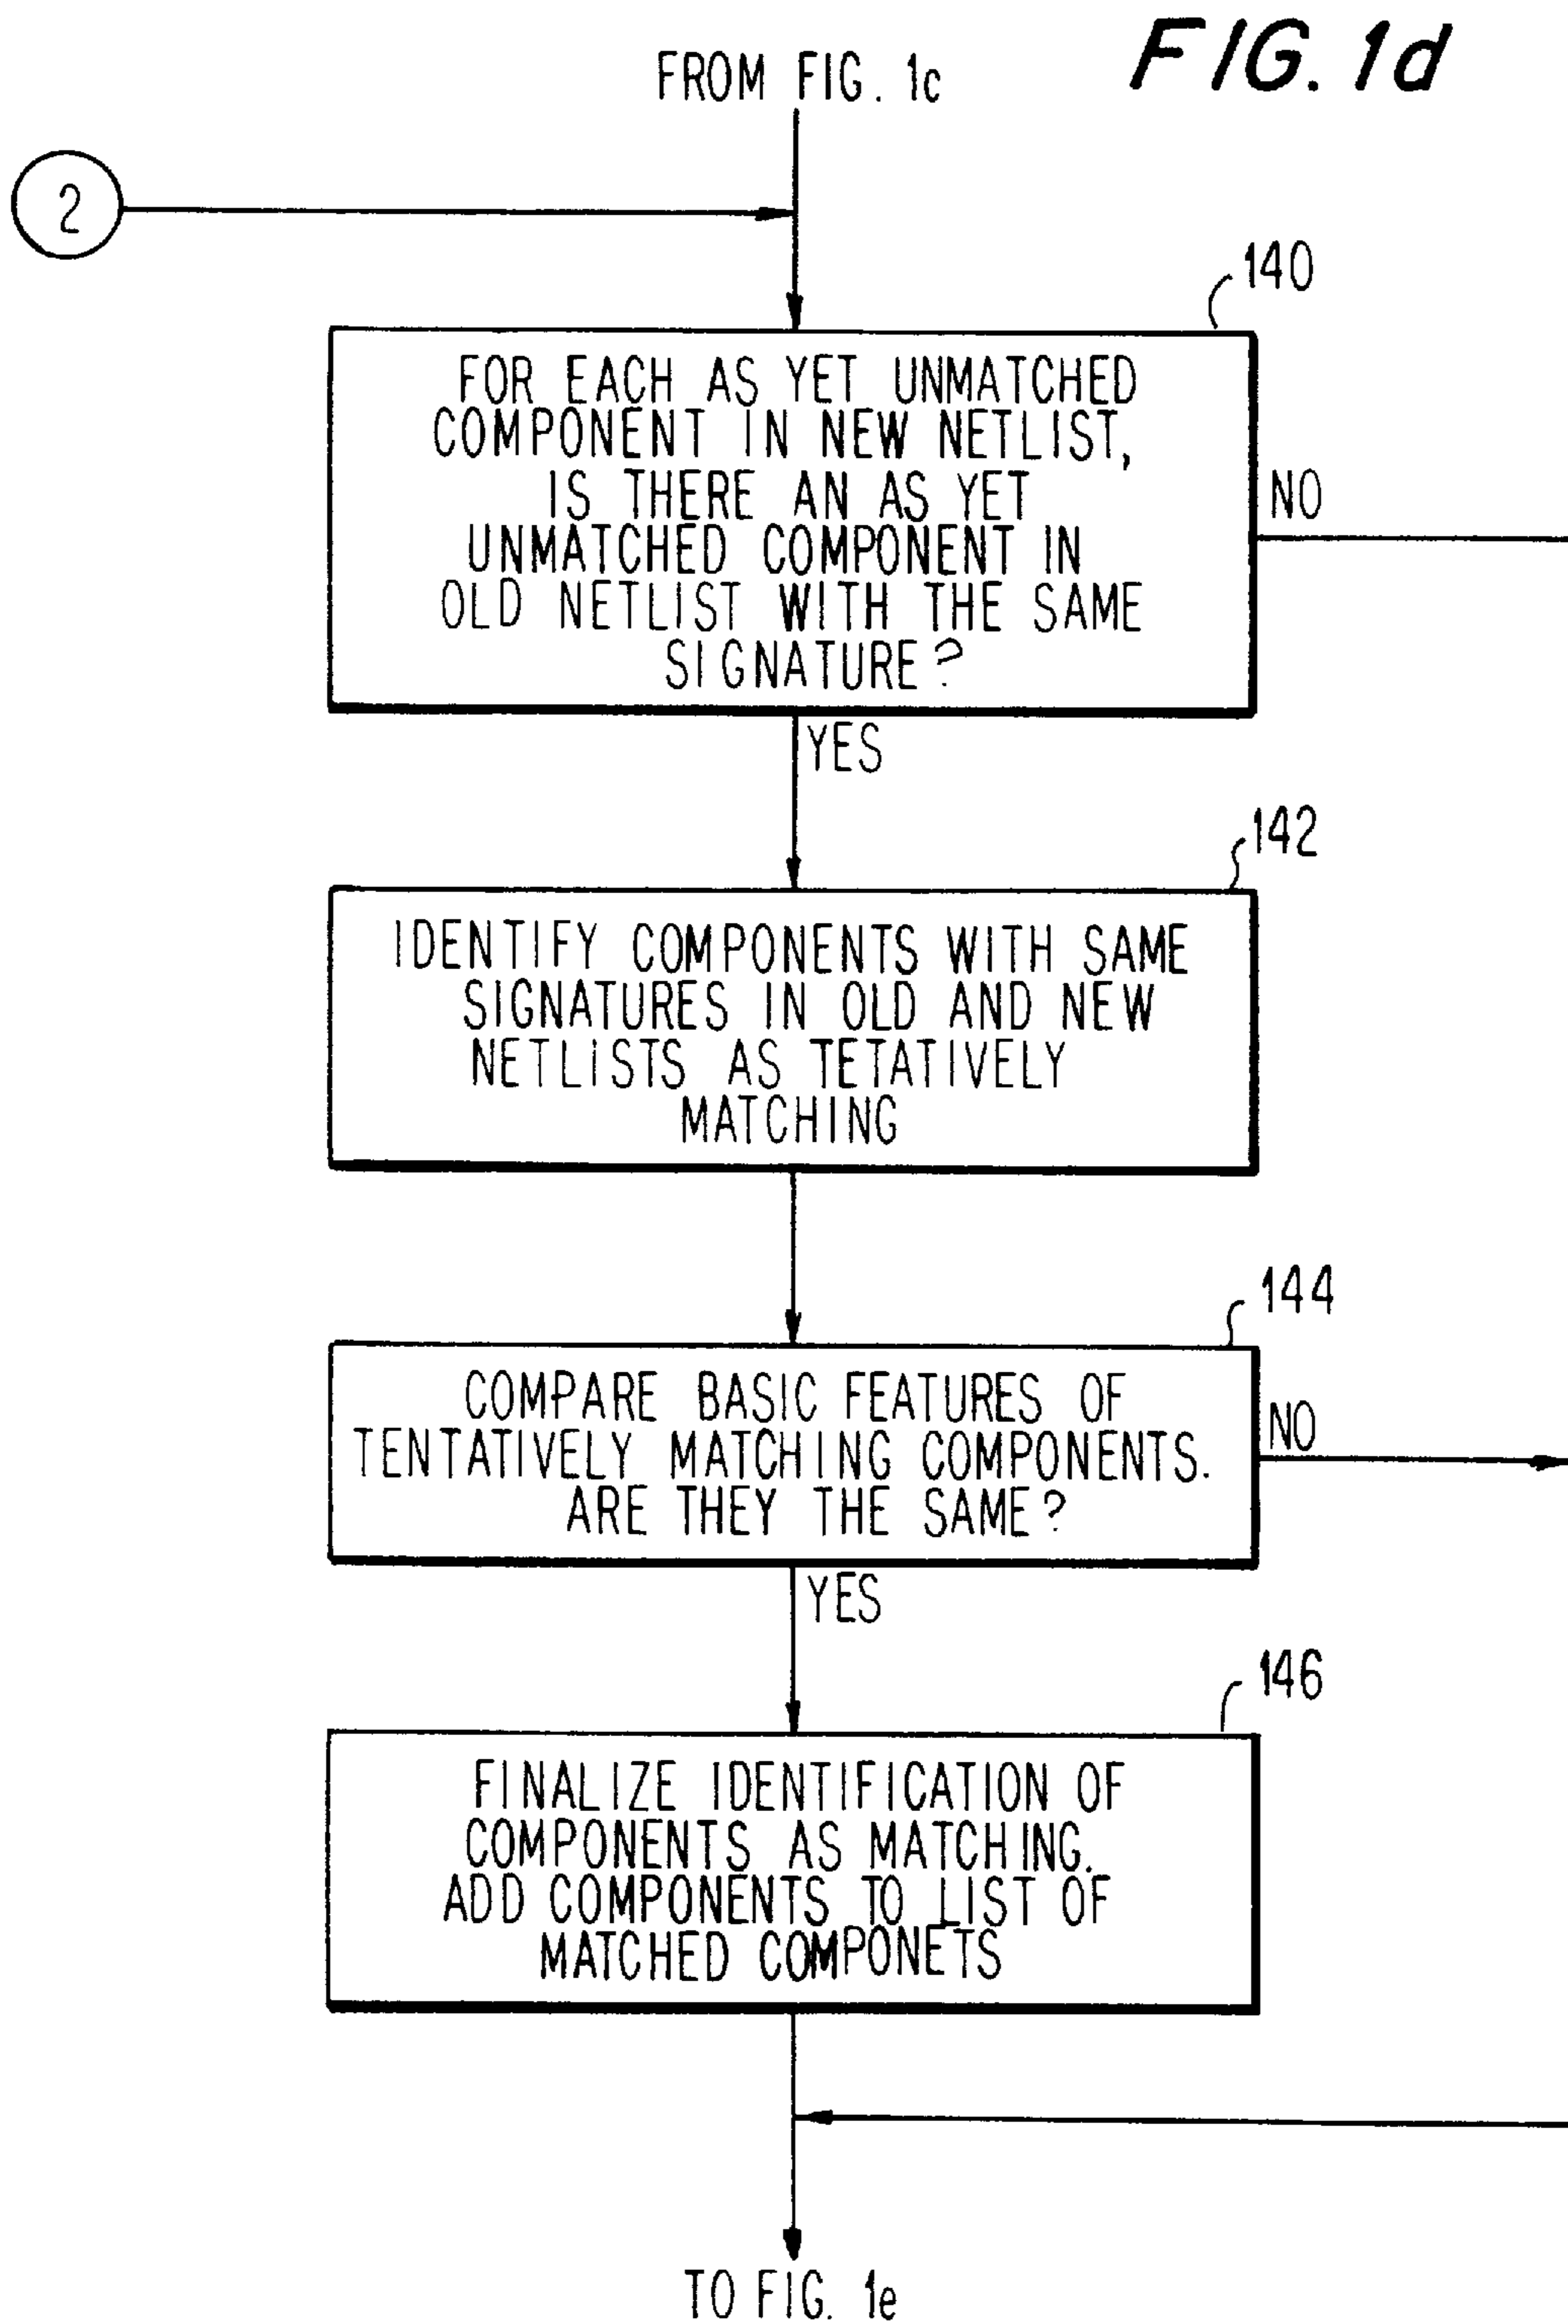 FIG. 1d
FROM FIG. 1c
2
140
FOR EACH AS YET UNMATCHED
COMPONENT IN NEW NETLIST,
IS THERE AN AS YET
UNMATCHED COMPONENT IN
OLD NETLIST WITH THE SAME
SIGNATURE?
NO
YES
142
IDENTIFY COMPONENTS WITH SAME
SIGNATURES IN OLD AND NEW
NETLISTS AS TETATIVELY
MATCHING
144
COMPARE BASIC FEATURES OF
TENTATIVELY MATCHING COMPONENTS.
ARE THEY THE SAME?
NO
YES
146
FINALIZE IDENTIFICATION OF
COMPONENTS AS MATCHING.
ADD COMPONENTS TO LIST OF
MATCHED COMPONETS
TO FIG. 1e